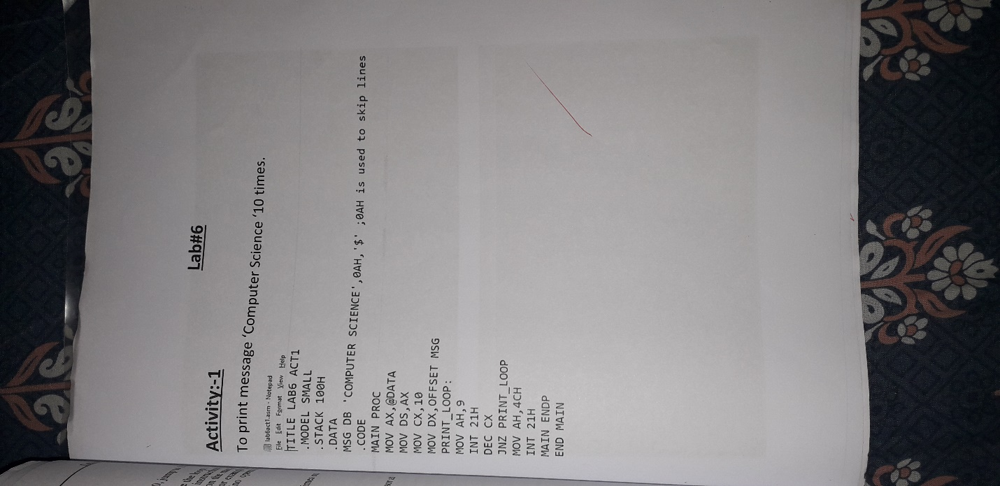 Lab#6
Activity:-1
To print message ‘Computer Science ‘10 times.
lab6act1.asm - Notepad
File Edit Format View Help
TITLE LAB6 ACT1
.MODEL SMALL
.STACK 100H
.DATA
MSG DB 'COMPUTER SCIENCE',0AH,'$' ;0AH is used to skip lines
.CODE
MAIN PROC
MOV AX,@DATA
MOV DS,AX
MOV CX,10
MOV DX,OFFSET MSG
PRINT_LOOP:
MOV AH,9
INT 21H
DEC CX
JNZ PRINT_LOOP
MOV AH,4CH
INT 21H
MAIN ENDP
END MAIN